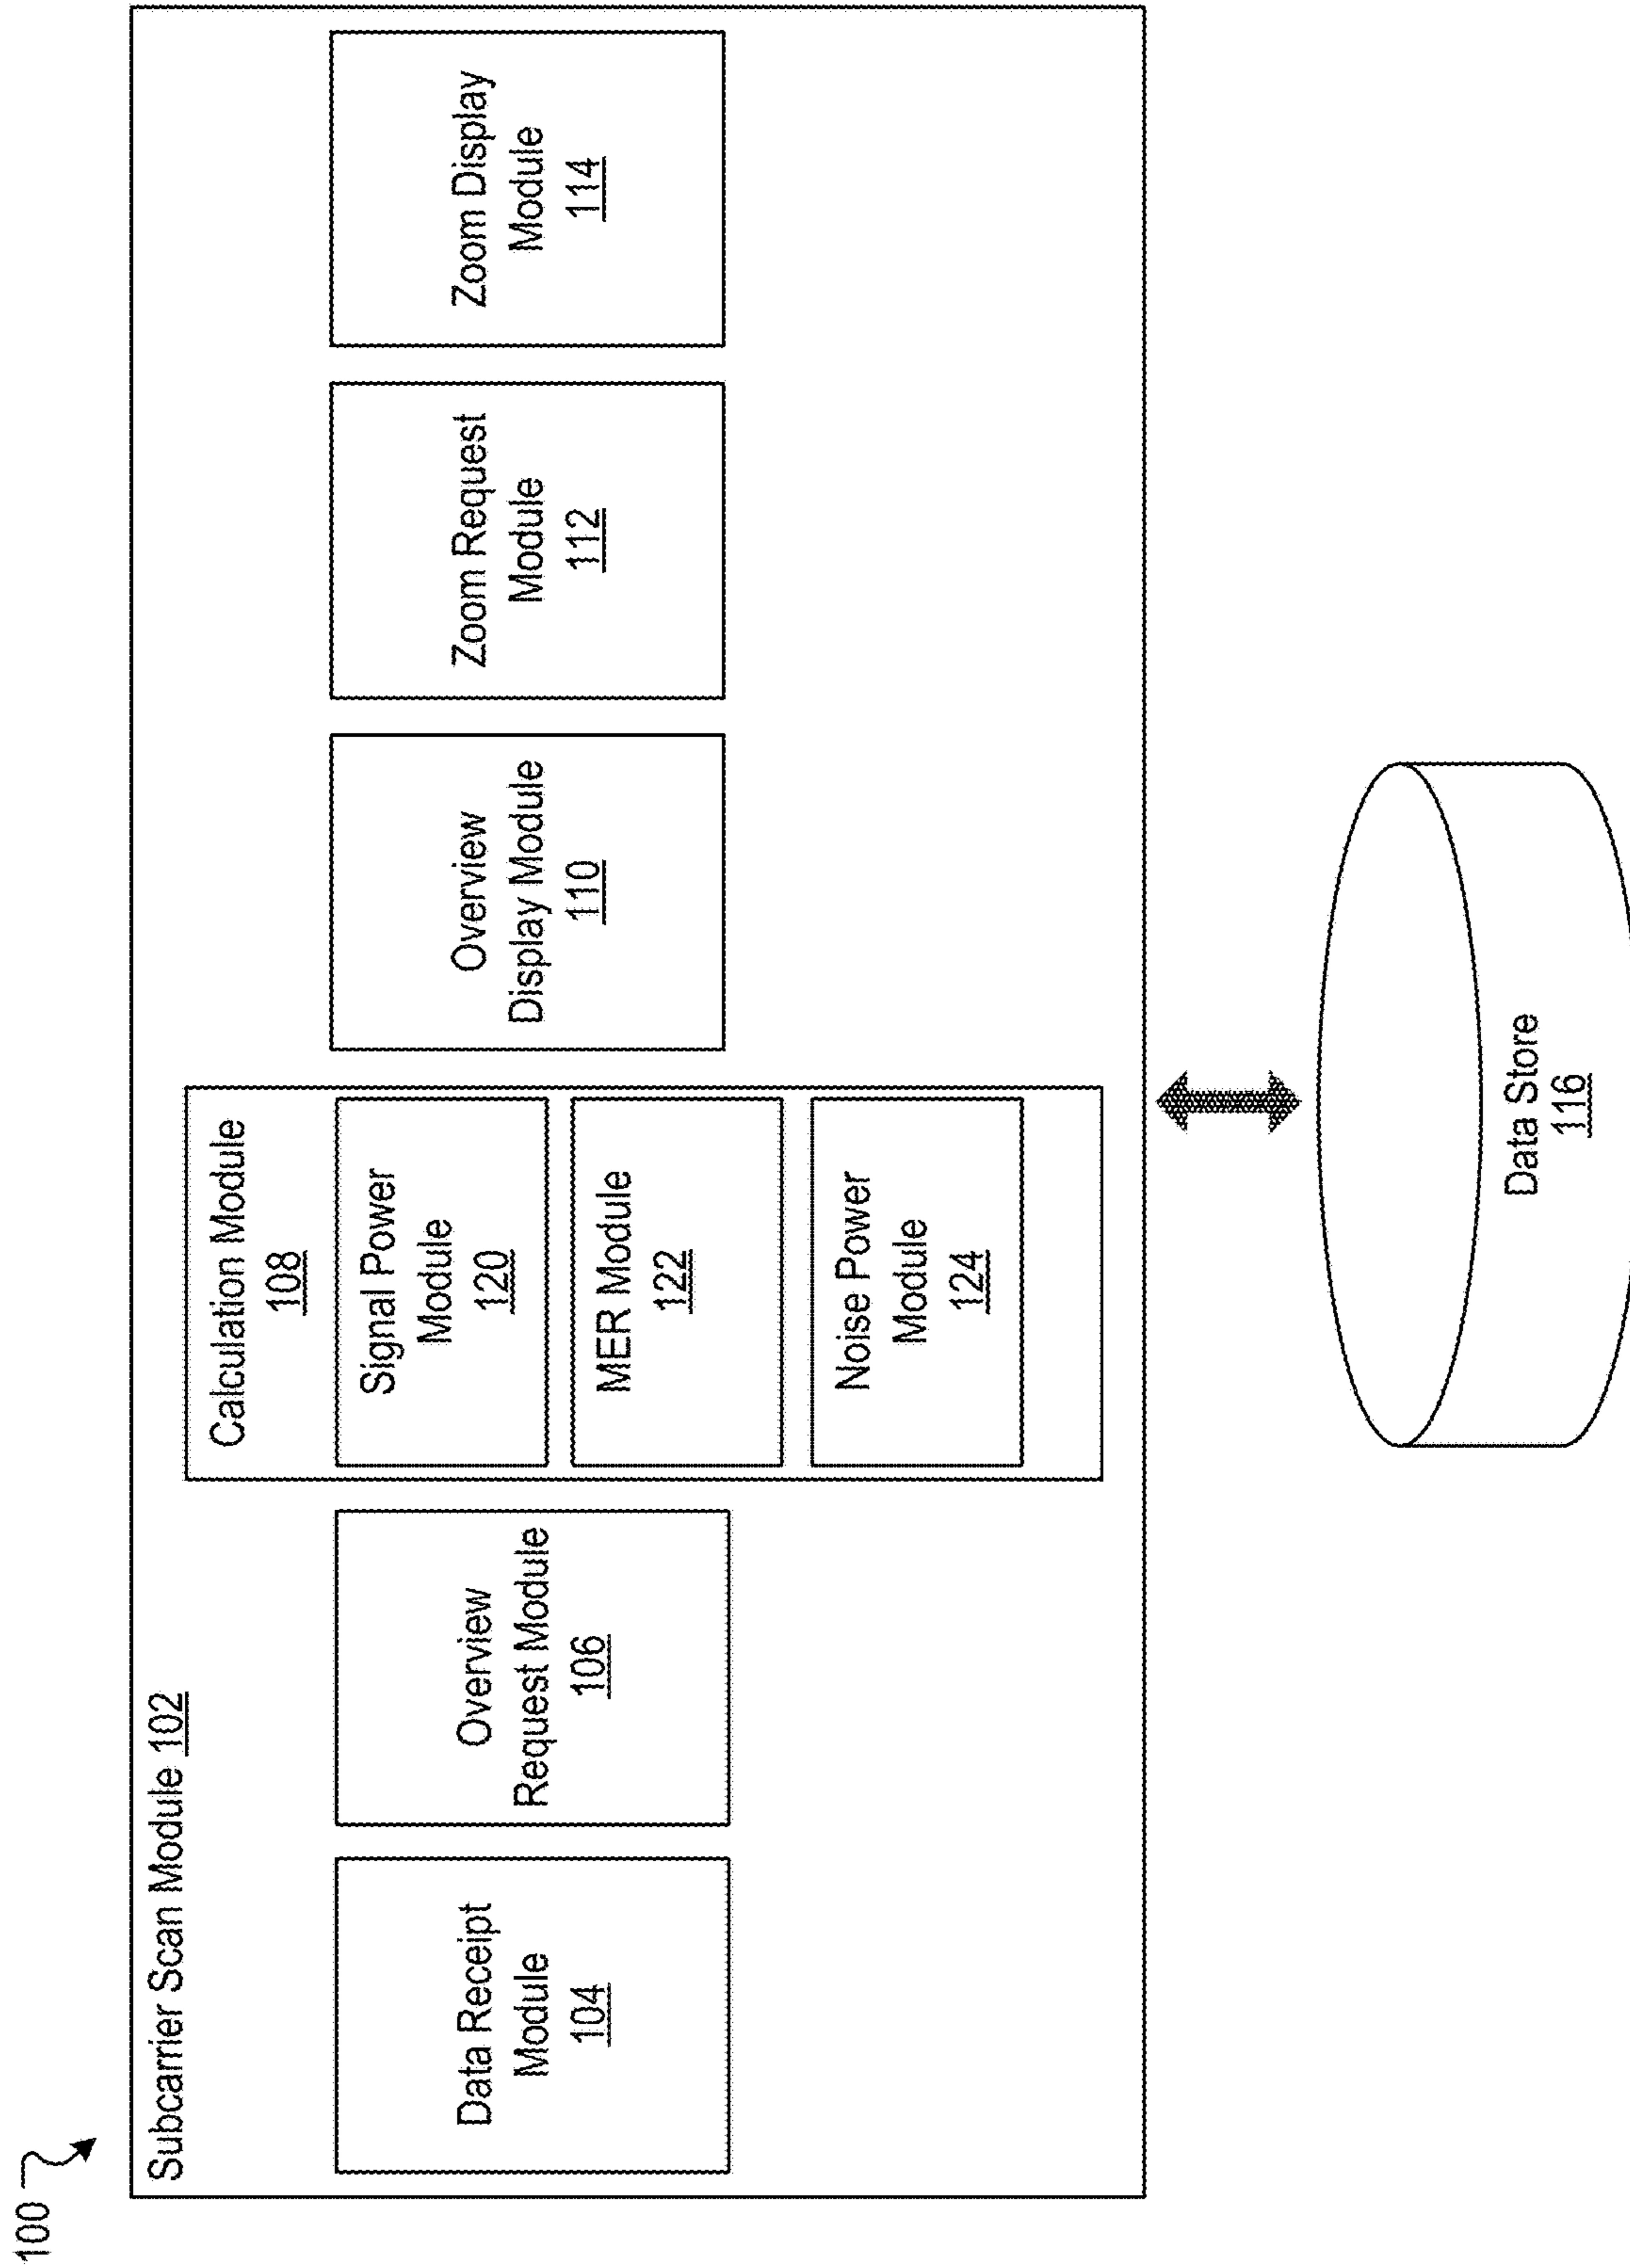 100
Subcarrier Scan Module 102
Data Receipt
Module
104
Overview
Request Module
106
Calculation Module
108
Signal Power
Module
120
MER Module
122
Noise Power
Module
124
Overview
Display Module
110
Zoom Request
Module
112
Zoom Display
Module
114
Data Store
116